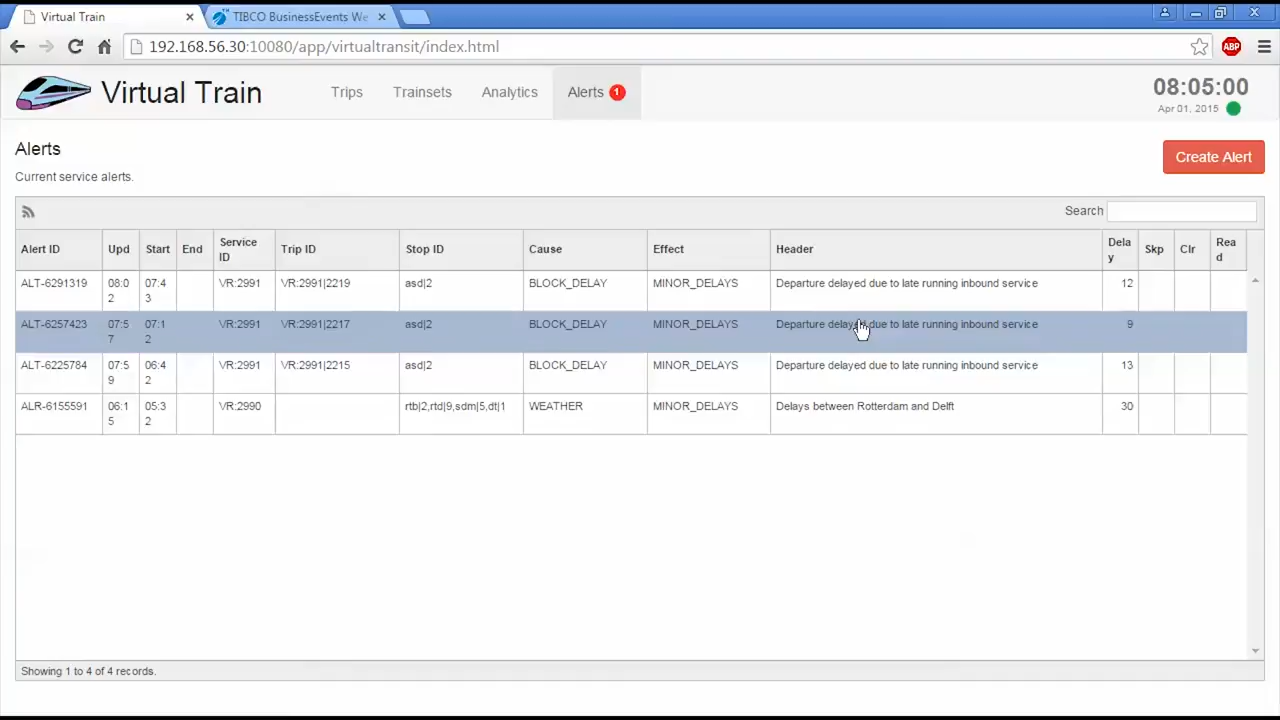 Virtual Train
TIBCO BusinessEvents We
192.168.56.30:10080/app/virtualtransit/index.html
ABP
Virtual Train
Trips
Trainsets
Analytics
Alerts 1
08:05:00
Apr 01, 2015
Alerts
Create Alert
Current service alerts.
Search
Alert ID Upd Start End Service ID Trip ID Stop ID Cause Effect Header Delay Skp Clr Read
ALT-6291319 08:02 07:43 VR:2991 VR:2991|2219 asd|2 BLOCK_DELAY MINOR_DELAYS Departure delayed due to late running inbound service 12
ALT-6257423 07:57 07:12 VR:2991 VR:2991|2217 asd|2 BLOCK_DELAY MINOR_DELAYS Departure delayed due to late running inbound service 9
ALT-6225784 07:59 06:42 VR:2991 VR:2991|2215 asd|2 BLOCK_DELAY MINOR_DELAYS Departure delayed due to late running inbound service 13
ALR-6155591 06:15 05:32 VR:2990 rtb|2,rtd|9,sdm|5,dt|1 WEATHER MINOR_DELAYS Delays between Rotterdam and Delft 30
Showing 1 to 4 of 4 records.